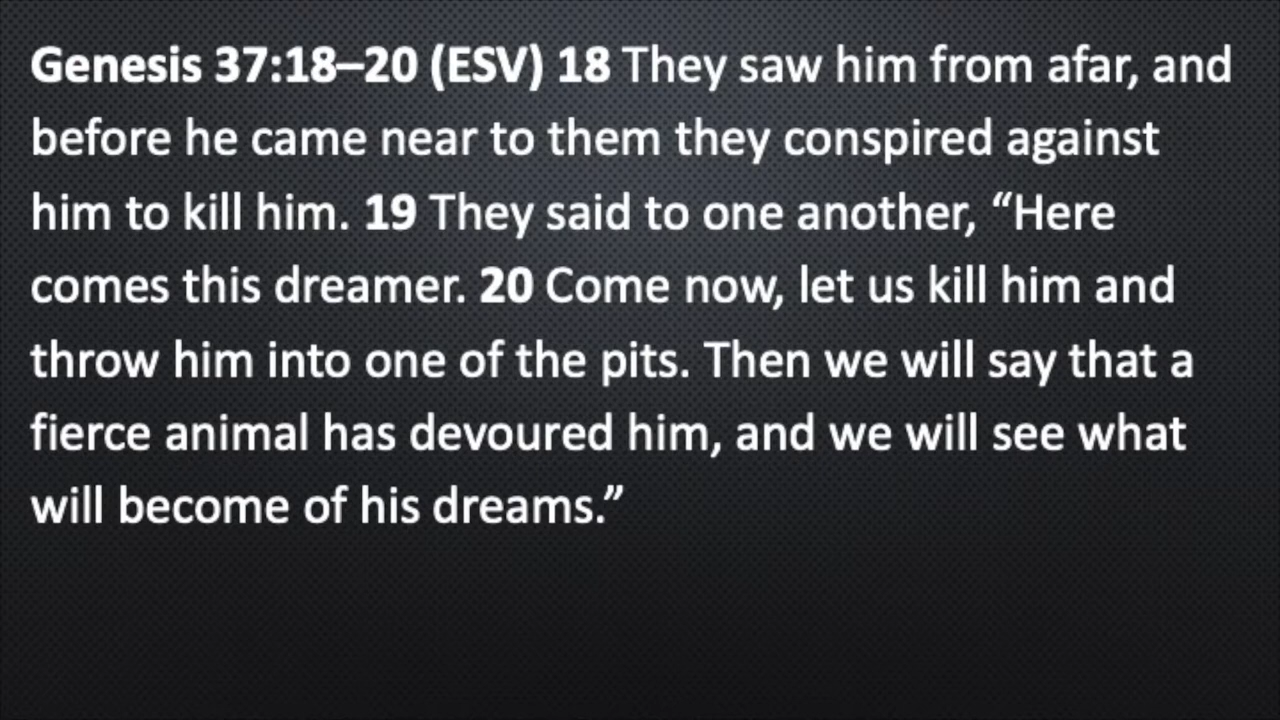 Genesis 37:18–20 (ESV) 18 They saw him from afar, and
before he came near to them they conspired against
him to kill him. 19 They said to one another, “Here
comes this dreamer. 20 Come now, let us kill him and
throw him into one of the pits. Then we will say that a
fierce animal has devoured him, and we will see what
will become of his dreams.”